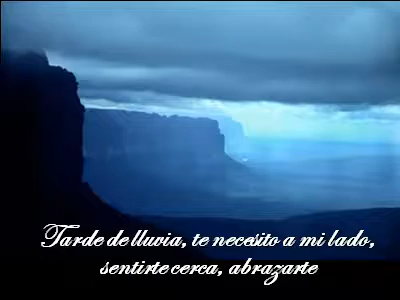 Tarde de lluvia, te necesito a mi lado,
sentirte cerca, abrazarte